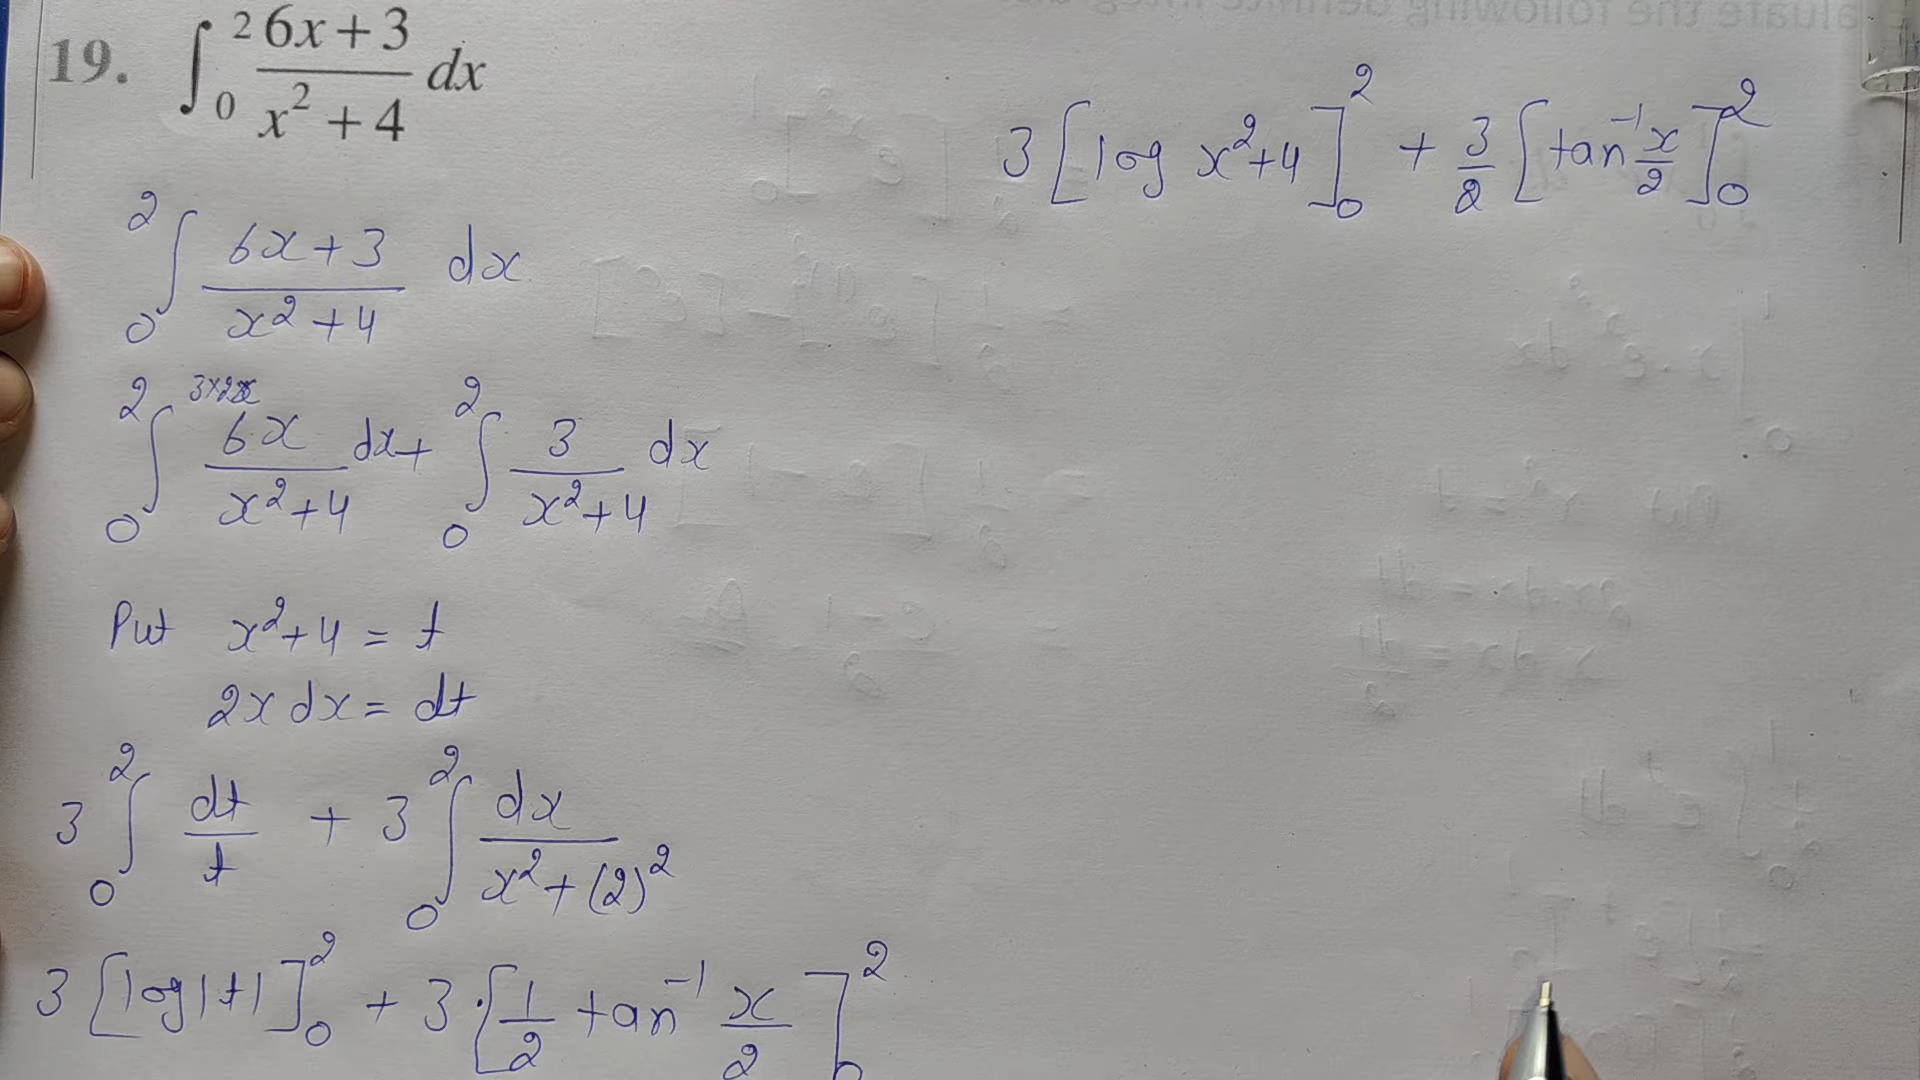 19. ∫₀² (6x+3)/(x²+4) dx
₀²∫ (6x+3)/(x²+4) dx
3×2x
₀²∫ 6x/(x²+4) dx + ₀²∫ 3/(x²+4) dx
Put x²+4 = t
2x dx = dt
3 ₀²∫ dt/t + 3 ₀²∫ dx/(x²+(2)²)
3 [log|t|]₀² + 3·[1/2 tan⁻¹ x/2]₀²
3 [log x²+4]₀² + 3/2 [tan⁻¹ x/2]₀²